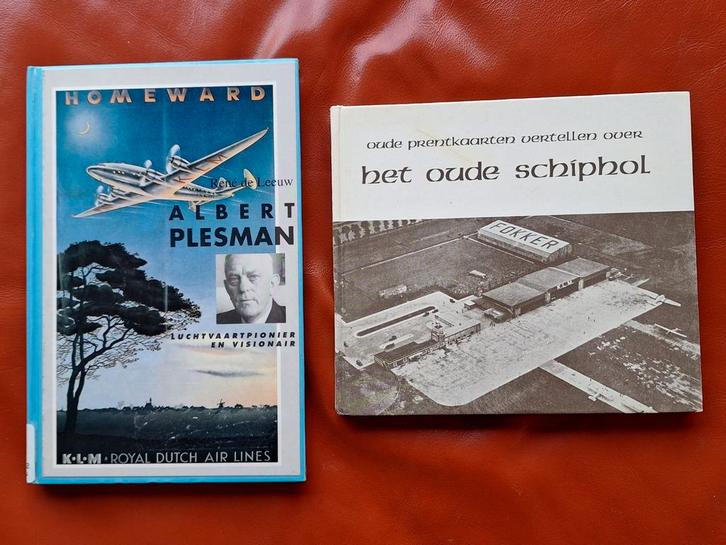 HOMEWARD
René de Leeuw
ALBERT
PLESMAN
LUCHTVAARTPIONIER
EN VISIONAIR
K·L·M · ROYAL DUTCH AIR LINES
oude prentkaarten vertellen over
het oude schiphol
FOKKER